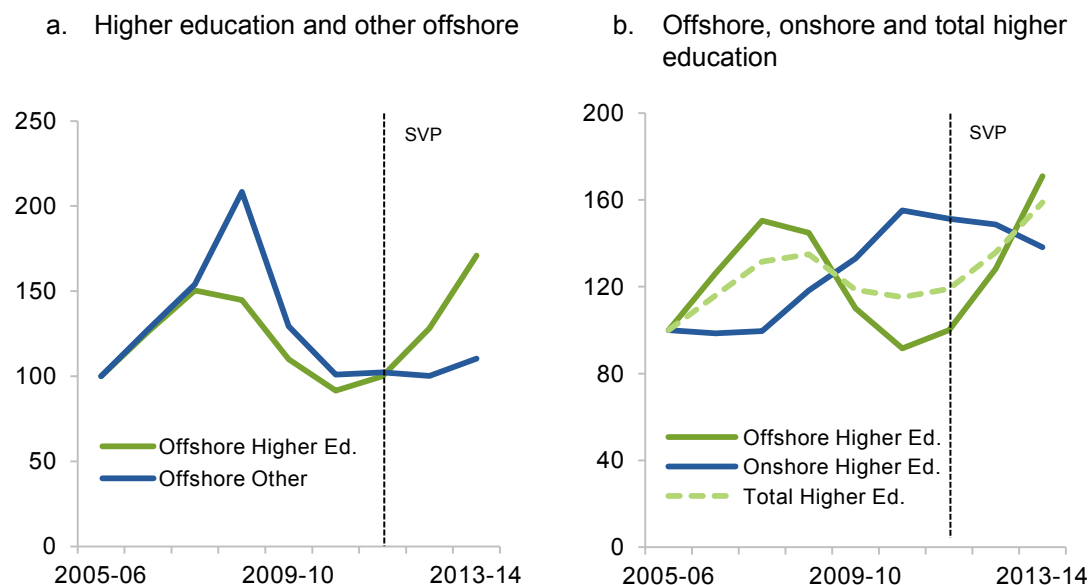 a. Higher education and other offshore
250
200
150
100
50
0
SVP
Offshore Higher Ed.
Offshore Other
2005-06
2009-10
2013-14
b. Offshore, onshore and total higher
education
200
160
120
80
40
0
SVP
Offshore Higher Ed.
Onshore Higher Ed.
Total Higher Ed.
2005-06
2009-10
2013-14